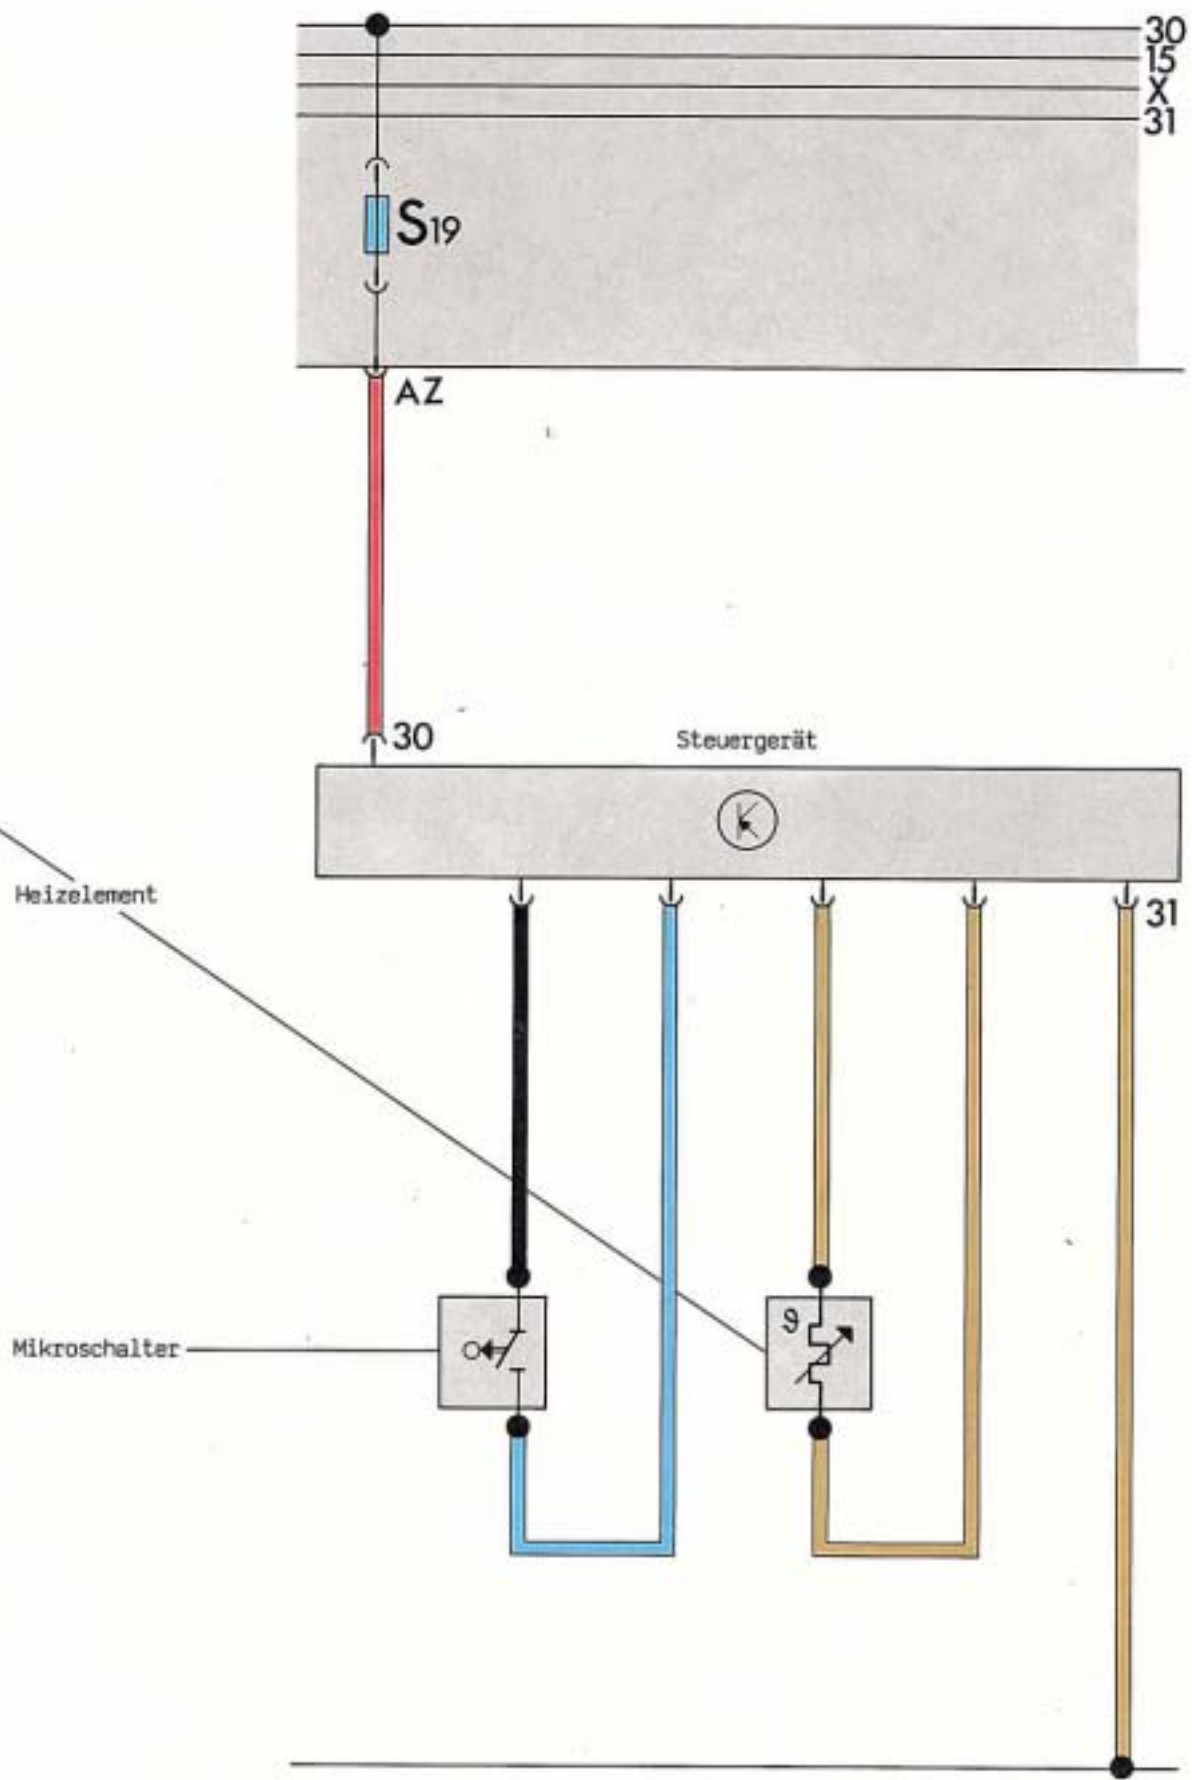 30
15
X
31
S19
AZ
30
Steuergerät
Heizelement
31
Mikroschalter
ϑ